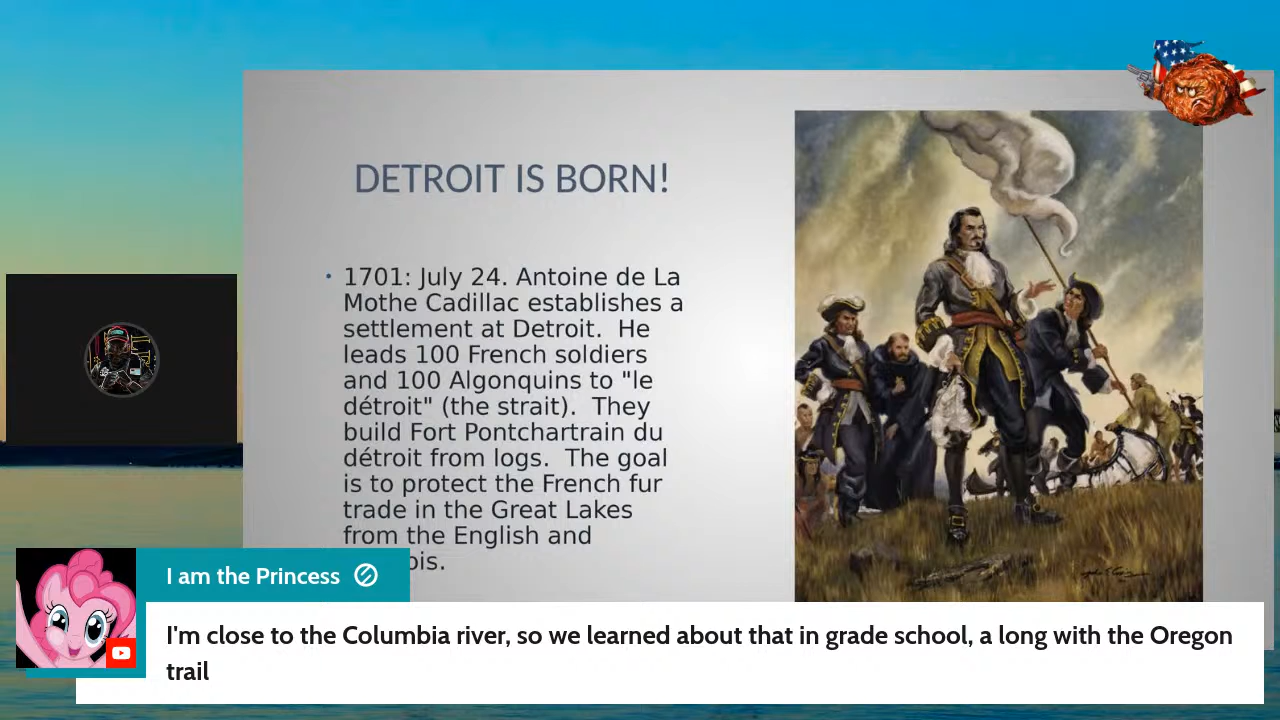 DETROIT IS BORN!
• 1701: July 24. Antoine de La
Mothe Cadillac establishes a
settlement at Detroit. He
leads 100 French soldiers
and 100 Algonquins to "le
détroit" (the strait). They
build Fort Pontchartrain du
détroit from logs. The goal
is to protect the French fur
trade in the Great Lakes
from the English and
ois.
I am the Princess
I'm close to the Columbia river, so we learned about that in grade school, a long with the Oregon
trail